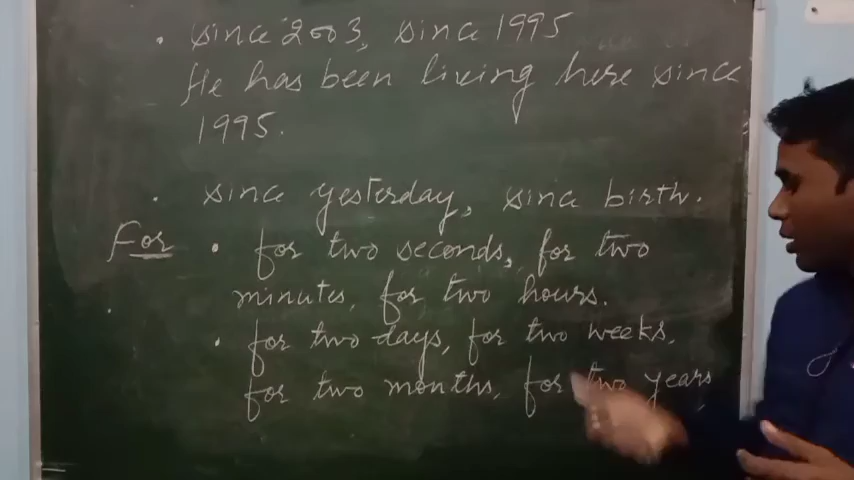 . since 2003, since 1995
He has been living here since
1995.
. since yesterday, since birth.
For . for two seconds, for two
minutes, for two hours.
. for two days, for two weeks.
for two months, for two years